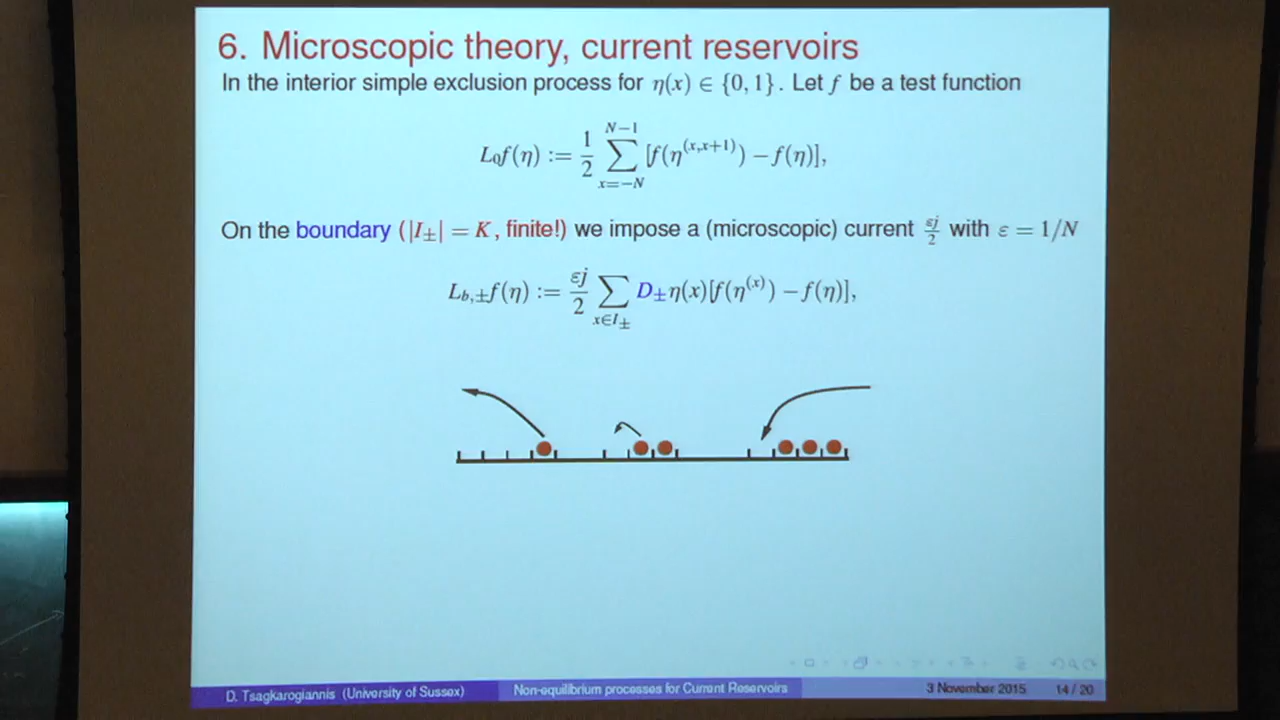 6. Microscopic theory, current reservoirs
In the interior simple exclusion process for η(x) ∈ {0, 1}. Let f be a test function
L₀f(η) := 1/2 ∑_{x=−N}^{N−1} [f(η^{(x,x+1)}) − f(η)],
On the boundary (|I±| = K, finite!) we impose a (microscopic) current εj/2 with ε = 1/N
L_{b,±}f(η) := εj/2 ∑_{x∈I±} D±η(x)[f(η^{(x)}) − f(η)],
D. Tsagkarogiannis (University of Sussex) Non-equilibrium processes for Current Reservoirs 3 November 2015 14 / 20